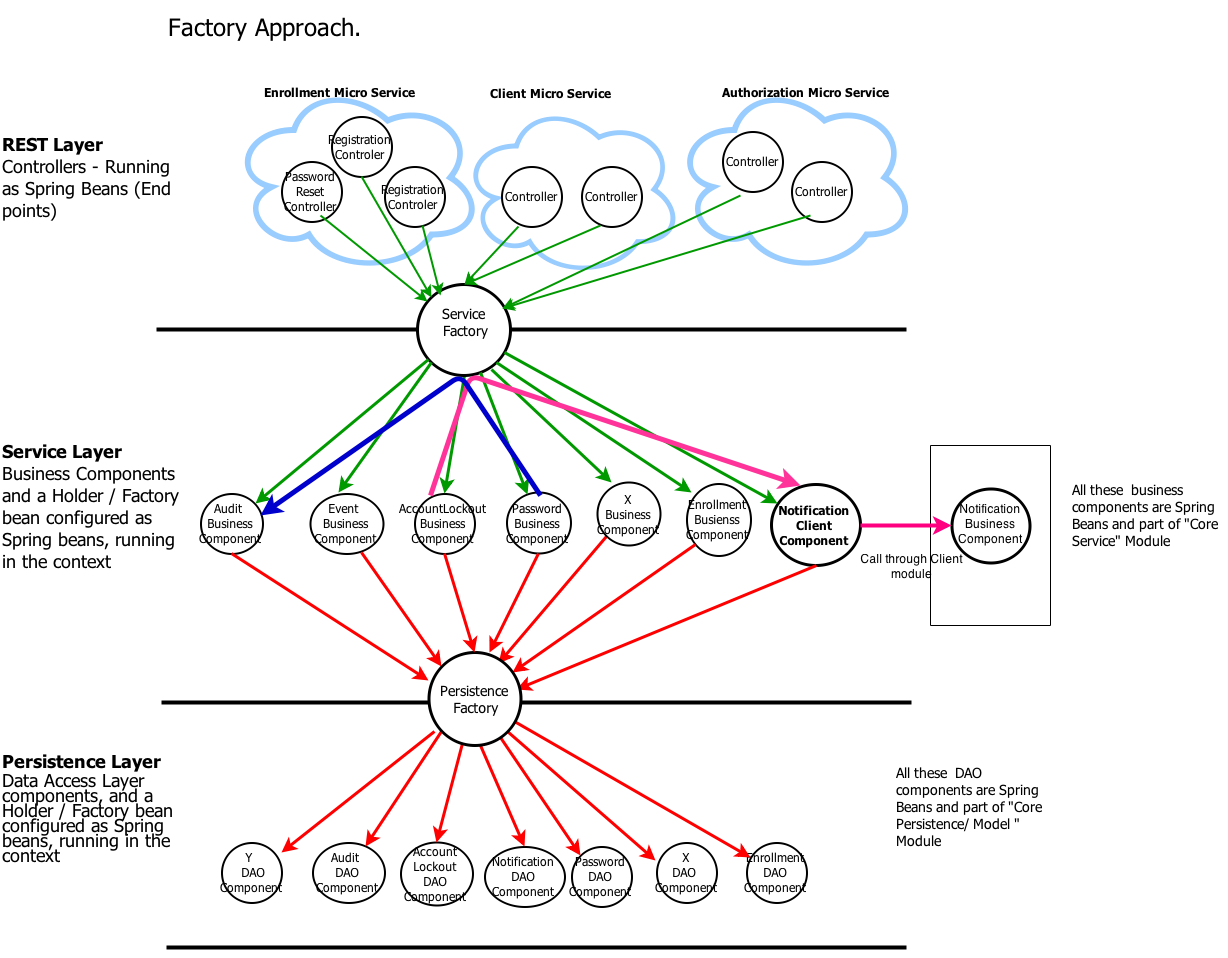 Factory Approach.
Enrollment Micro Service
Client Micro Service
Authorization Micro Service
REST Layer
Controllers - Running
as Spring Beans (End
points)
Registration
Controler
Password
Reset
Controller
Registration
Controler
Controller
Controller
Controller
Controller
Service
Factory
Service Layer
Business Components
and a Holder / Factory
bean configured as
Spring beans, running
in the context
Audit
Business
Component
Event
Business
Component
AccountLockout
Business
Component
Password
Business
Component
X
Business
Component
Enrollment
Busienss
Component
Notification
Client
Component
Call through Client
module
Notification
Business
Component
All these business
components are Spring
Beans and part of "Core
Service" Module
Persistence
Factory
Persistence Layer
Data Access Layer
components, and a
Holder / Factory bean
configured as Spring
beans, running in the
context
All these DAO
components are Spring
Beans and part of "Core
Persistence/ Model "
Module
Y
DAO
Component
Audit
DAO
Component
Account
Lockout
DAO
Component
Notification
DAO
Component
Password
DAO
Component
X
DAO
Component
Enrollment
DAO
Component